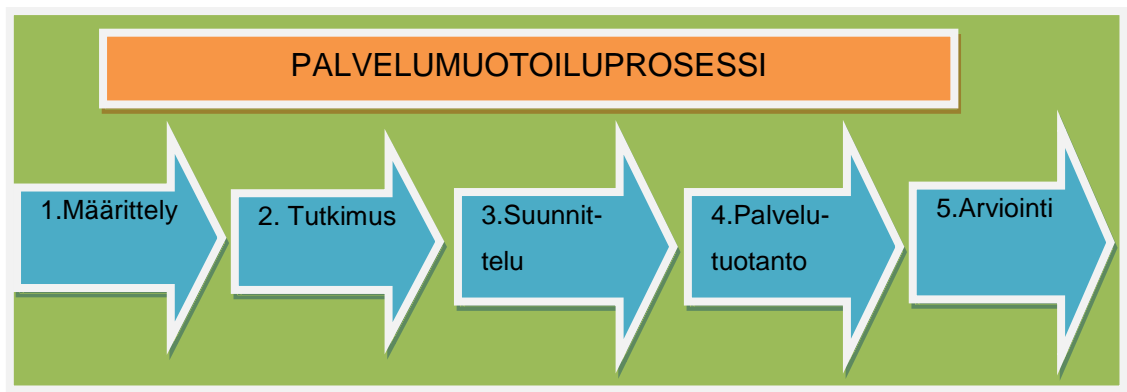 PALVELUMUOTOILUPROSESSI
1.Määrittely
2. Tutkimus
3.Suunnit-
telu
4.Palvelu-
tuotanto
5.Arviointi